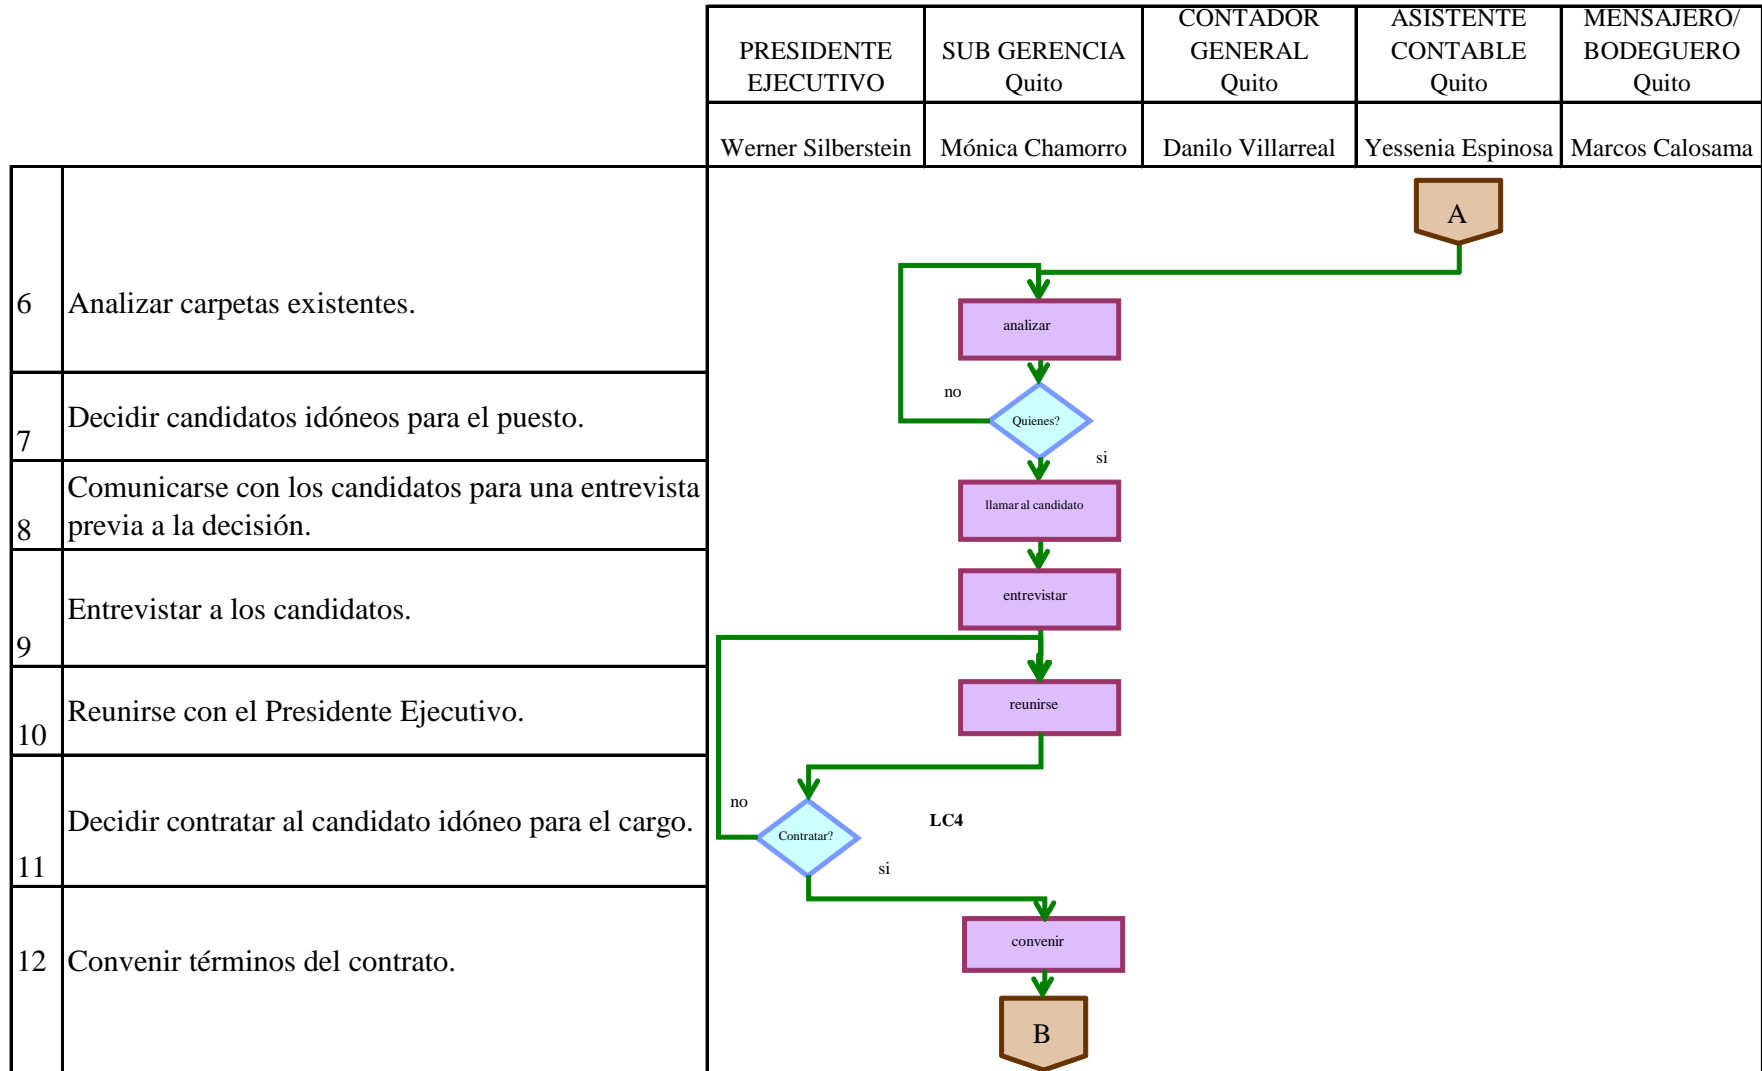 PRESIDENTE
EJECUTIVO
SUB GERENCIA
Quito
CONTADOR
GENERAL
Quito
ASISTENTE
CONTABLE
Quito
MENSAJERO/
BODEGUERO
Quito
Werner Silberstein
Mónica Chamorro
Danilo Villarreal
Yessenia Espinosa
Marcos Calosama
A
6
Analizar carpetas existentes.
analizar
no
7
Decidir candidatos idóneos para el puesto.
Quienes?
si
8
Comunicarse con los candidatos para una entrevista
previa a la decisión.
llamar al candidato
9
Entrevistar a los candidatos.
entrevistar
10
Reunirse con el Presidente Ejecutivo.
reunirse
no
11
Decidir contratar al candidato idóneo para el cargo.
Contratar?
LC4
si
12
Convenir términos del contrato.
convenir
B